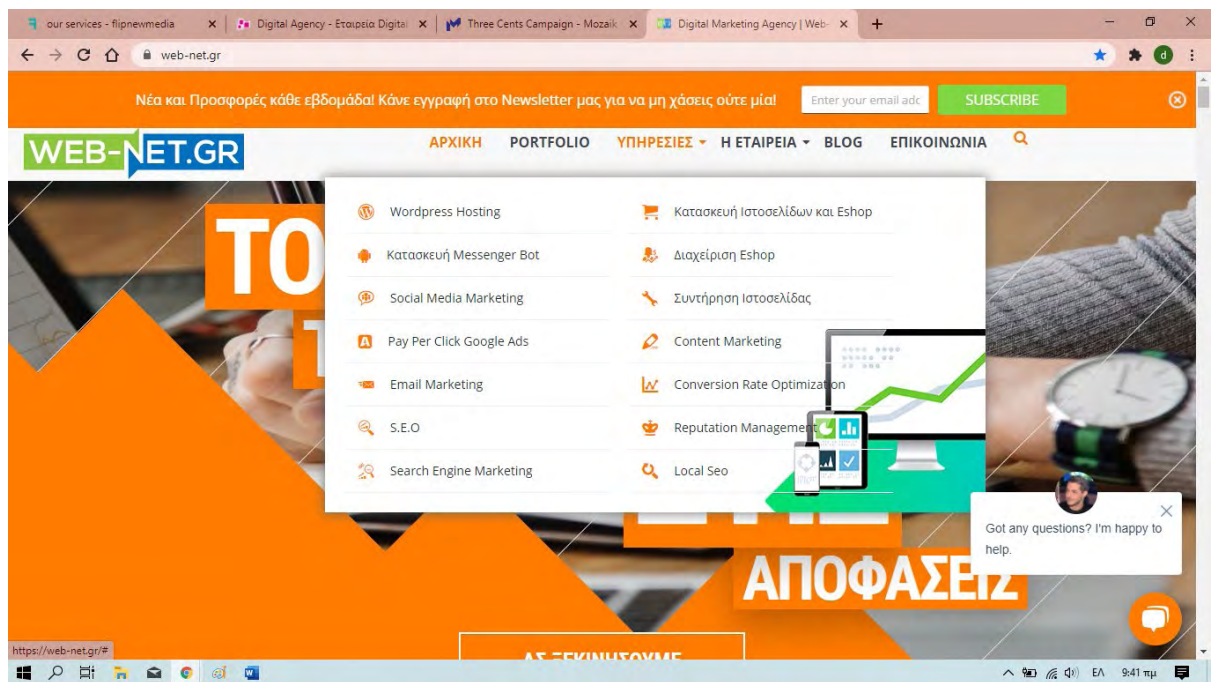 our services - flipnewmedia
Digital Agency - Εταιρεία Digital
Three Cents Campaign - Mozaik
Digital Marketing Agency | Web-
web-net.gr
d
Νέα και Προσφορές κάθε εβδομάδα! Κάνε εγγραφή στο Newsletter μας για να μη χάσεις ούτε μία!
Enter your email adc
SUBSCRIBE
WEB-NET.GR
ΑΡΧΙΚΗ PORTFOLIO ΥΠΗΡΕΣΙΕΣ Η ΕΤΑΙΡΕΙΑ BLOG ΕΠΙΚΟΙΝΩΝΙΑ
ΤΟ
Wordpress Hosting
Κατασκευή Messenger Bot
Social Media Marketing
Pay Per Click Google Ads
Email Marketing
S.E.O
Search Engine Marketing
Κατασκευή Ιστοσελίδων και Eshop
Διαχείριση Eshop
Συντήρηση Ιστοσελίδας
Content Marketing
Conversion Rate Optimization
Reputation Management
Local Seo
ΑΠΟΦΑΣΕΙΣ
Got any questions? I'm happy to
help.
https://web-net.gr/#
ΕΛ
9:41 πμ